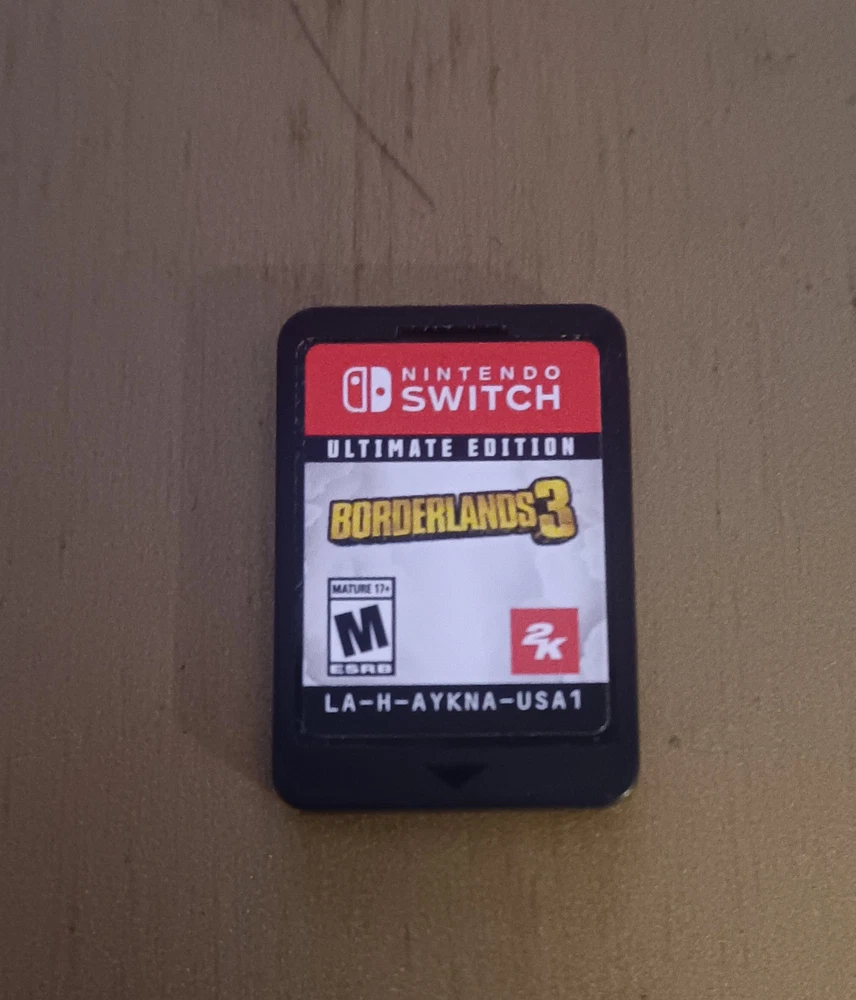 NINTENDO
SWITCH
ULTIMATE EDITION
BORDERLANDS 3
MATURE 17+
M
ESRB
2K
LA-H-AYKNA-USA1